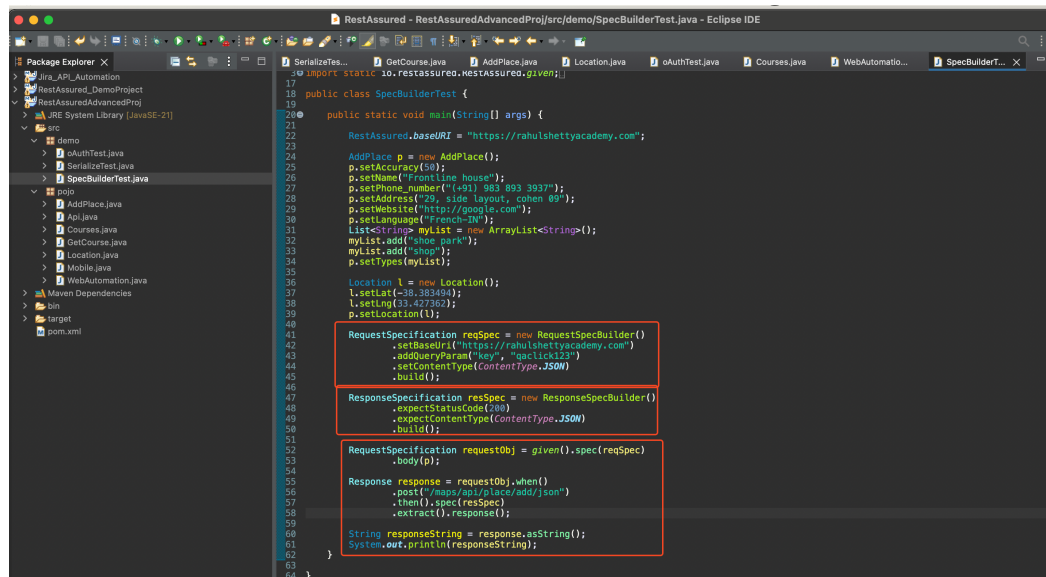 RestAssured - RestAssuredAdvancedProj/src/demo/SpecBuilderTest.java - Eclipse IDE
Package Explorer
Jira_API_Automation
RestAssured_DemoProject
RestAssuredAdvancedProj
JRE System Library [JavaSE-21]
src
demo
oAuthTest.java
SerializeTest.java
SpecBuilderTest.java
pojo
AddPlace.java
Api.java
Courses.java
GetCourse.java
Location.java
Mobile.java
WebAutomation.java
Maven Dependencies
bin
target
pom.xml
SerializeTes... GetCourse.java AddPlace.java Location.java oAuthTest.java Courses.java WebAutomatio... SpecBuilderT...
3 import static io.restassured.RestAssured.given;
17
18 public class SpecBuilderTest {
19
20 public static void main(String[] args) {
21
22 RestAssured.baseURI = "https://rahulshettyacademy.com";
23
24 AddPlace p = new AddPlace();
25 p.setAccuracy(50);
26 p.setName("Frontline house");
27 p.setPhone_number("(+91) 983 893 3937");
28 p.setAddress("29, side layout, cohen 09");
29 p.setWebsite("http://google.com");
30 p.setLanguage("French-IN");
31 List<String> myList = new ArrayList<String>();
32 myList.add("shoe park");
33 myList.add("shop");
34 p.setTypes(myList);
35
36 Location l = new Location();
37 l.setLat(-38.383494);
38 l.setLng(33.427362);
39 p.setLocation(l);
40
41 RequestSpecification reqSpec = new RequestSpecBuilder()
42 .setBaseUri("https://rahulshettyacademy.com")
43 .addQueryParam("key", "qaclick123")
44 .setContentType(ContentType.JSON)
45 .build();
46
47 ResponseSpecification resSpec = new ResponseSpecBuilder()
48 .expectStatusCode(200)
49 .expectContentType(ContentType.JSON)
50 .build();
51
52 RequestSpecification requestObj = given().spec(reqSpec)
53 .body(p);
54
55 Response response = requestObj.when()
56 .post("/maps/api/place/add/json")
57 .then().spec(resSpec)
58 .extract().response();
59
60 String responseString = response.asString();
61 System.out.println(responseString);
62 }
63
64 }